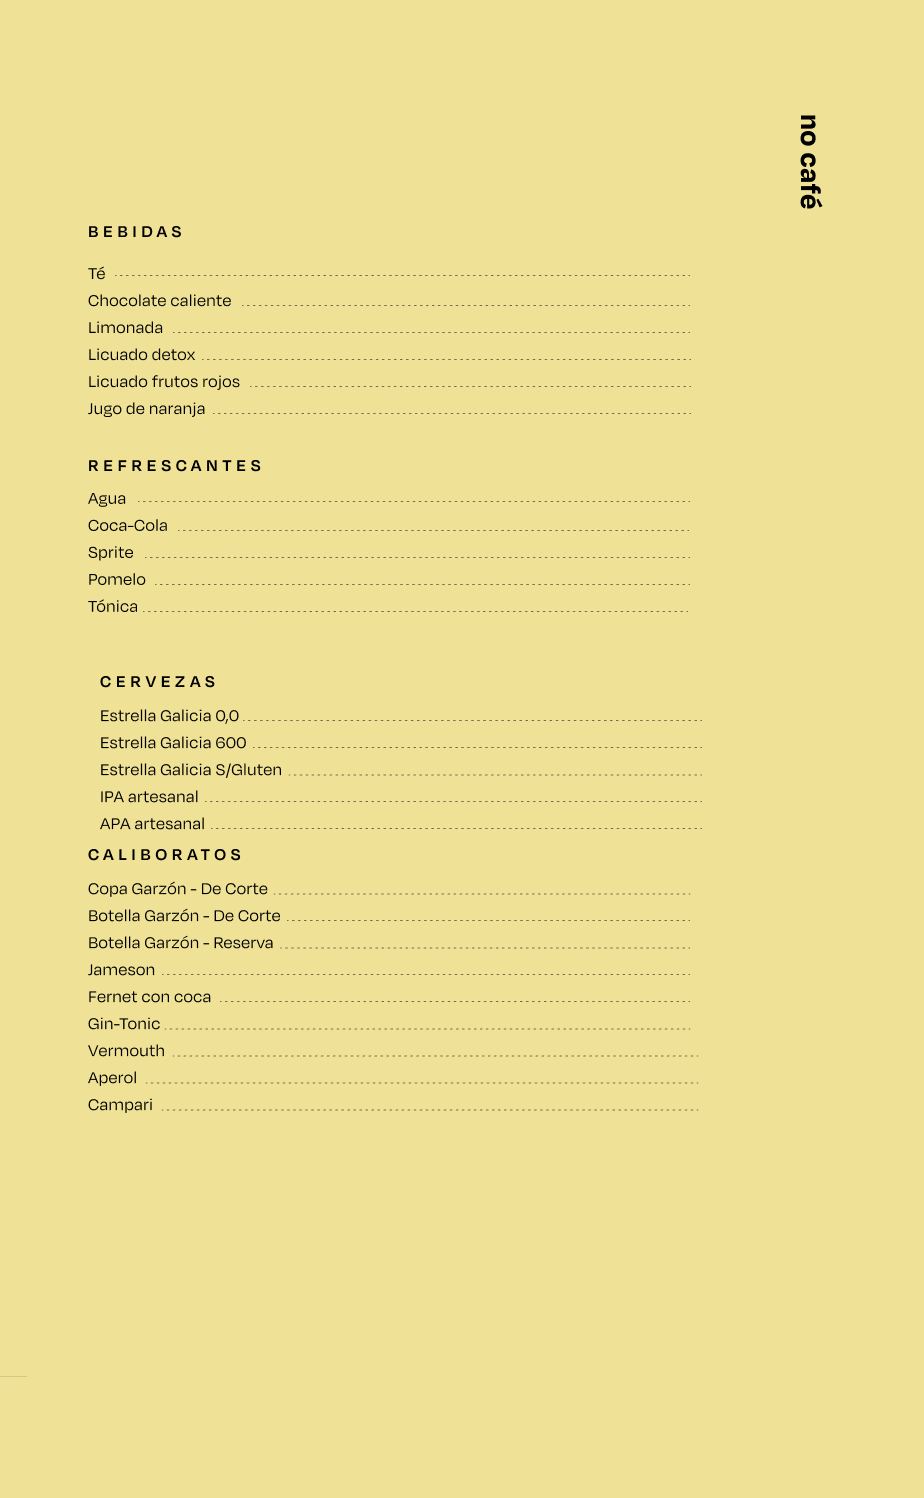 no café
BEBIDAS
Té
Chocolate caliente
Limonada
Licuado detox
Licuado frutos rojos
Jugo de naranja
REFRESCANTES
Agua
Coca-Cola
Sprite
Pomelo
Tónica
CERVEZAS
Estrella Galicia 0,0
Estrella Galicia 600
Estrella Galicia S/Gluten
IPA artesanal
APA artesanal
CALIBORATOS
Copa Garzón - De Corte
Botella Garzón - De Corte
Botella Garzón - Reserva
Jameson
Fernet con coca
Gin-Tonic
Vermouth
Aperol
Campari